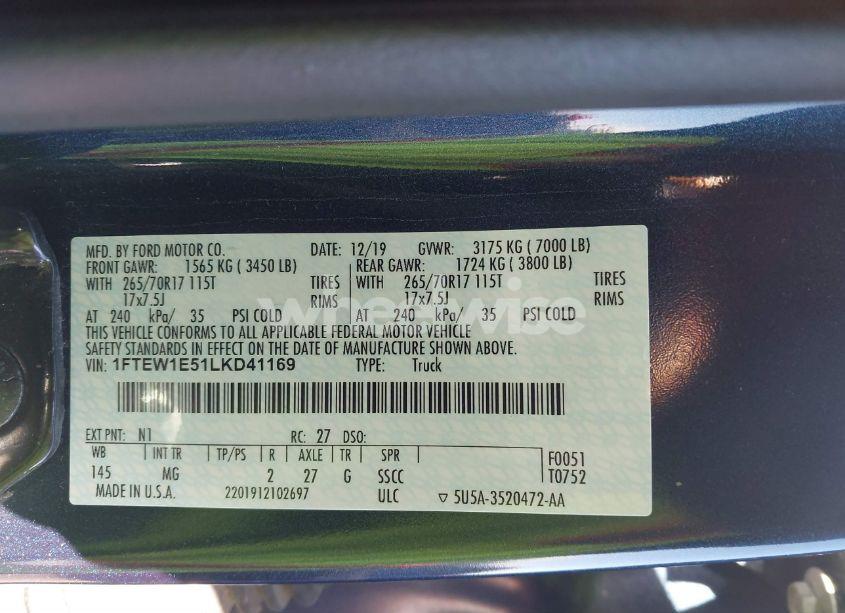 MFD. BY FORD MOTOR CO. DATE: 12/19 GVWR: 3175 KG ( 7000 LB)
FRONT GAWR: 1565 KG ( 3450 LB) REAR GAWR: 1724 KG ( 3800 LB)
WITH 265/70R17 115T TIRES WITH 265/70R17 115T TIRES
17x7.5J RIMS 17x7.5J RIMS
AT 240 kPa/ 35 PSI COLD AT 240 kPa/ 35 PSI COLD
THIS VEHICLE CONFORMS TO ALL APPLICABLE FEDERAL MOTOR VEHICLE
SAFETY STANDARDS IN EFFECT ON THE DATE OF MANUFACTURE SHOWN ABOVE.
VIN: 1FTEW1E51LKD41169 TYPE: Truck
EXT PNT: N1 RC: 27 DSO:
WB INT TR TP/PS R AXLE TR SPR F0051
145 MG 2 27 G SSCC T0752
MADE IN U.S.A. 2201912102697 ULC ▽ 5U5A-3520472-AA
wheelwise